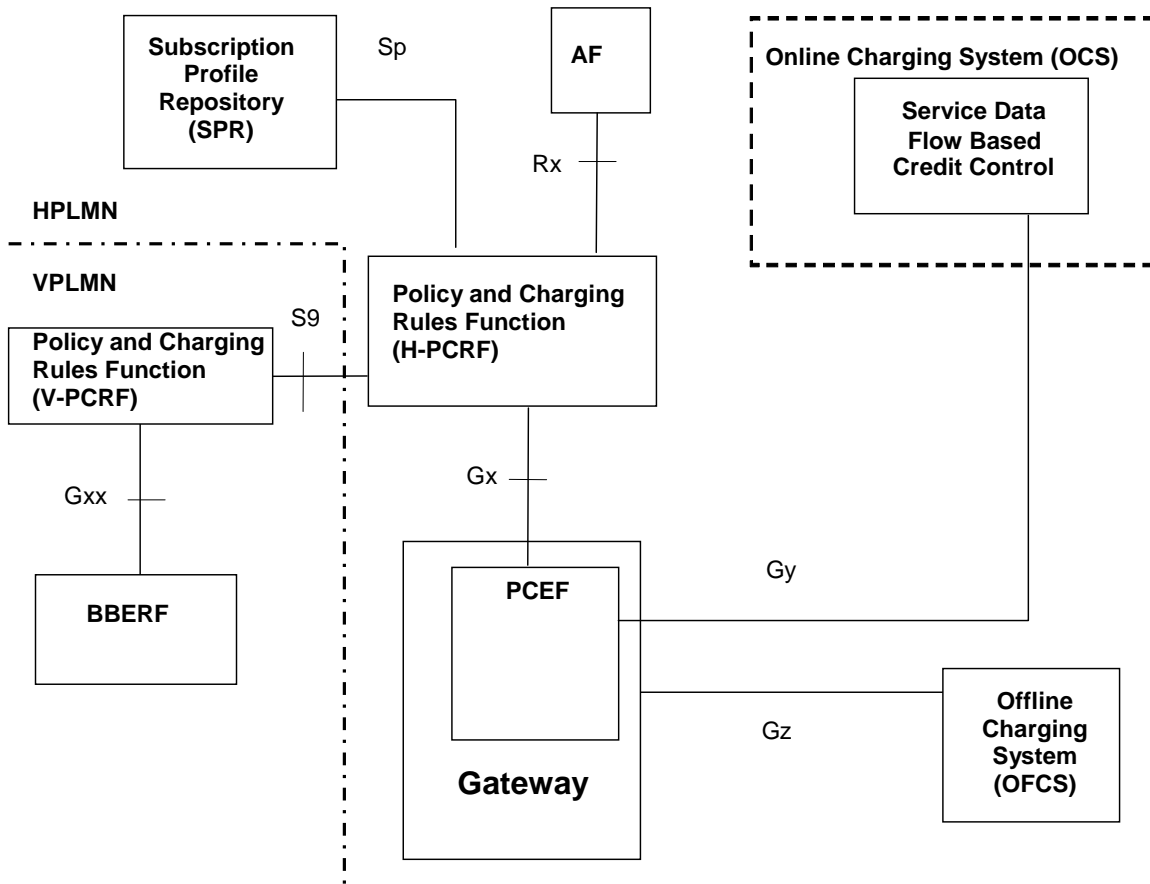 Subscription
Profile
Repository
(SPR)
Sp
AF
Online Charging System (OCS)
Service Data
Flow Based
Credit Control
Rx
HPLMN
VPLMN
Policy and Charging
Rules Function
(H-PCRF)
S9
Policy and Charging
Rules Function
(V-PCRF)
Gx
Gxx
PCEF
Gy
BBERF
Offline
Charging
System
(OFCS)
Gz
Gateway